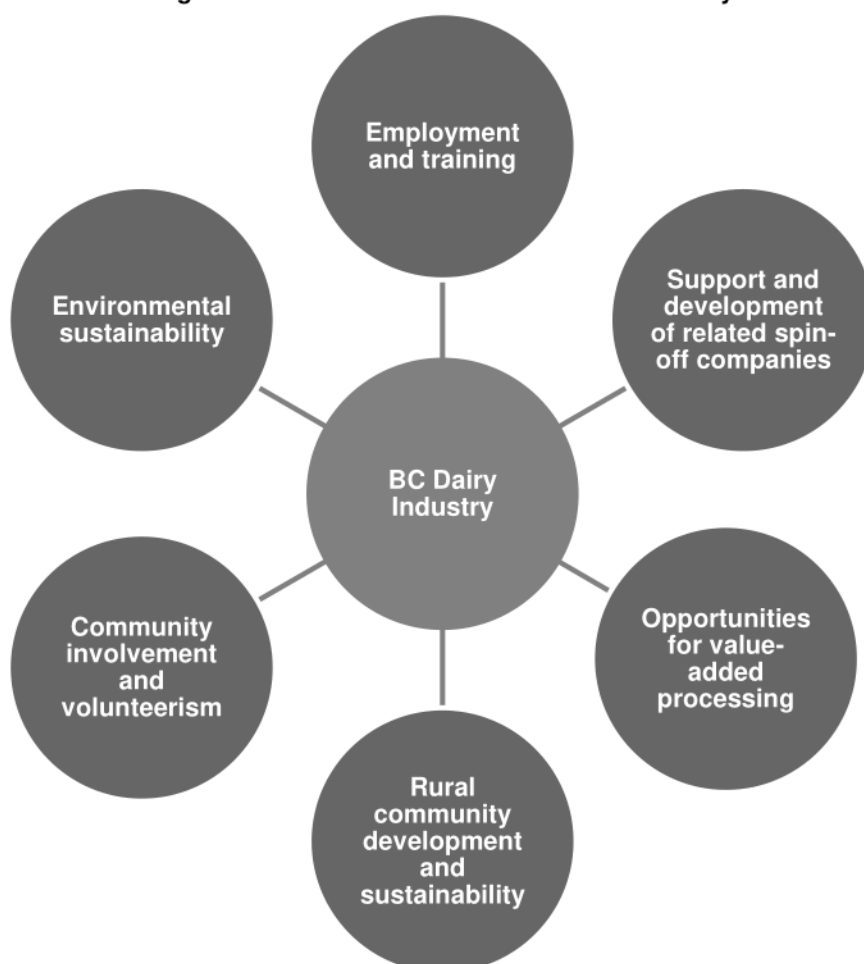 Employment
and training
Support and
development
of related spin-
off companies
Opportunities
for value-
added
processing
Rural
community
development
and
sustainability
Community
involvement
and
volunteerism
Environmental
sustainability
BC Dairy
Industry